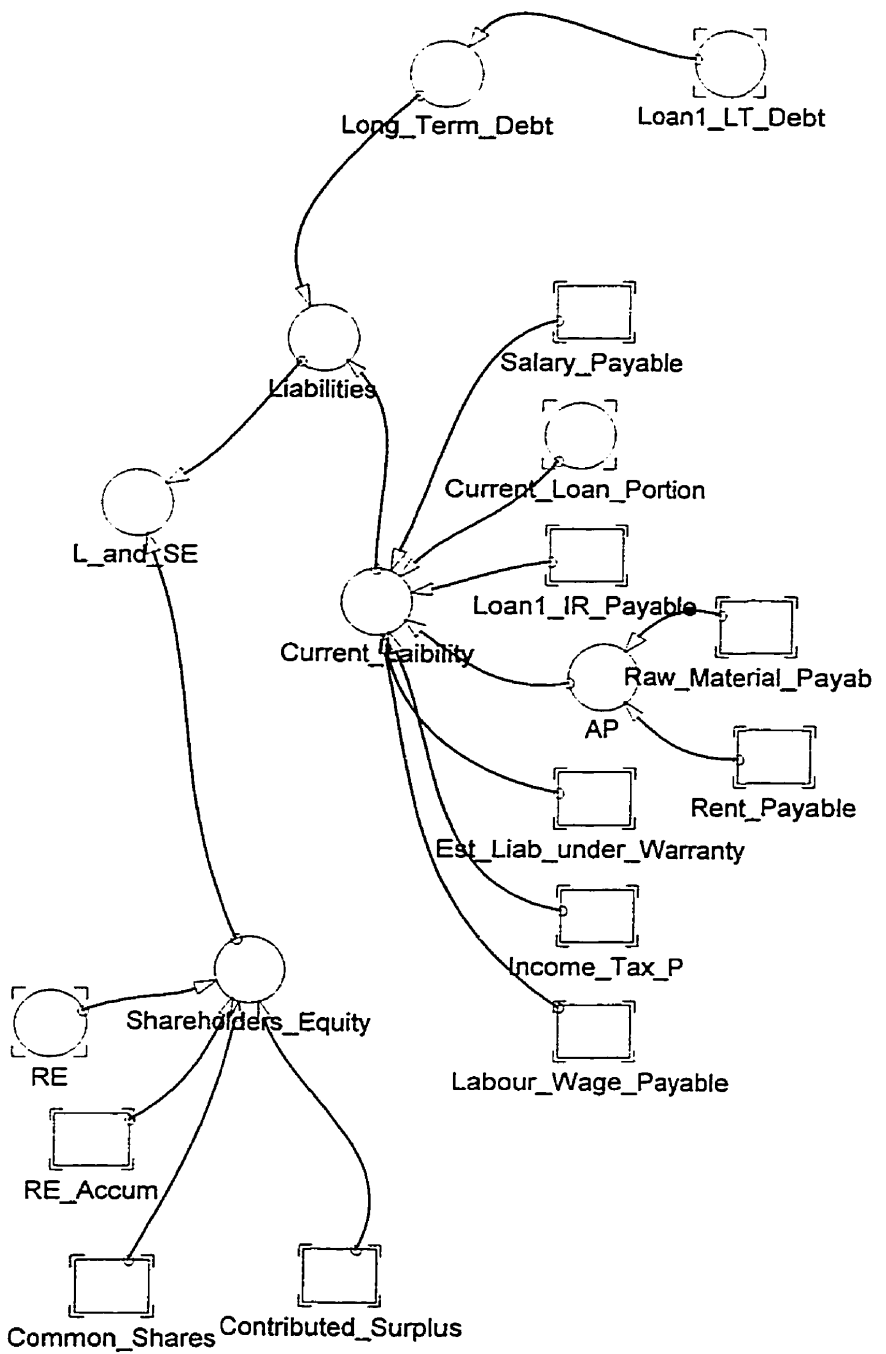 Long_Term_Debt
Loan1_LT_Debt
Salary_Payable
Liabilities
Current_Loan_Portion
L_and_SE
Loan1_IR_Payable
Current_Laibility
Raw_Material_Payab
AP
Rent_Payable
Est_Liab_under_Warranty
Income_Tax_P
Shareholders_Equity
RE
Labour_Wage_Payable
RE_Accum
Common_Shares
Contributed_Surplus